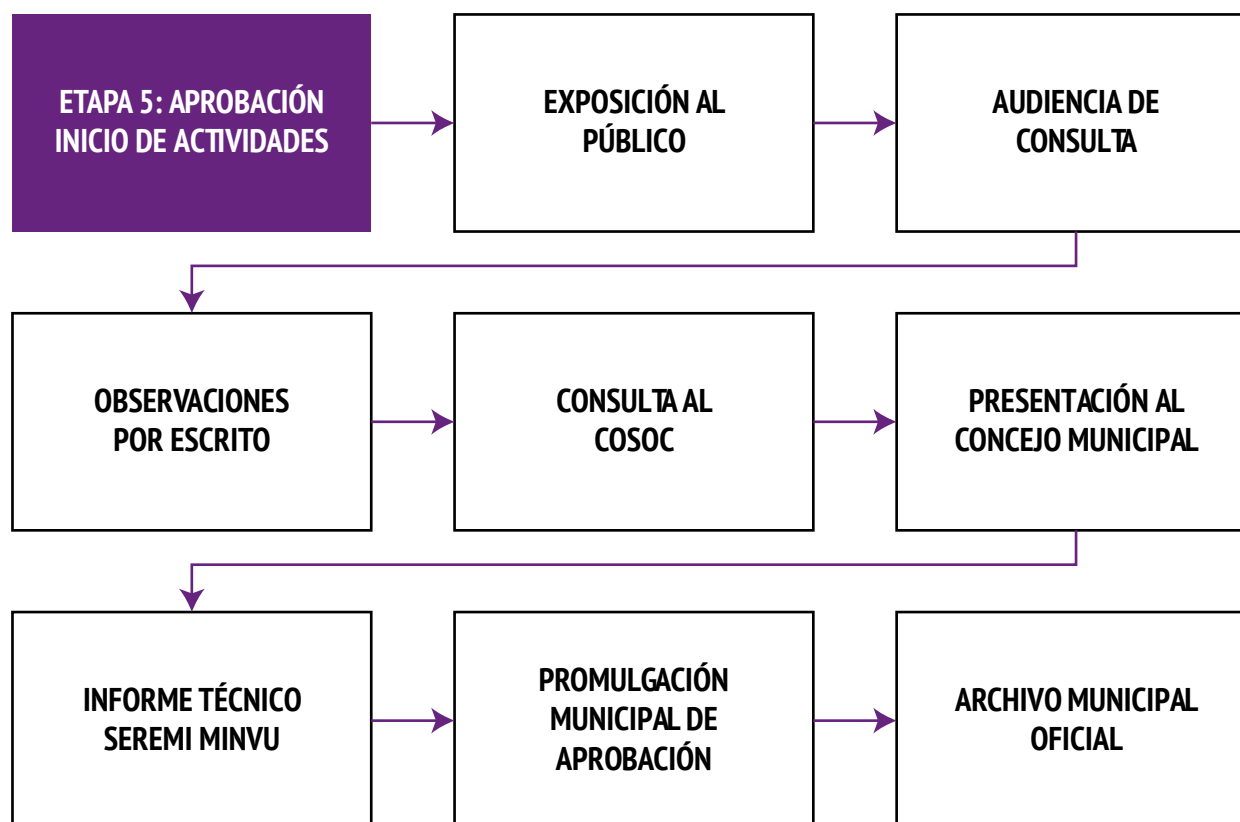 ETAPA 5: APROBACIÓN
INICIO DE ACTIVIDADES
EXPOSICIÓN AL
PÚBLICO
AUDIENCIA DE
CONSULTA
OBSERVACIONES
POR ESCRITO
CONSULTA AL
COSOC
PRESENTACIÓN AL
CONCEJO MUNICIPAL
INFORME TÉCNICO
SEREMI MINVU
PROMULGACIÓN
MUNICIPAL DE
APROBACIÓN
ARCHIVO MUNICIPAL
OFICIAL